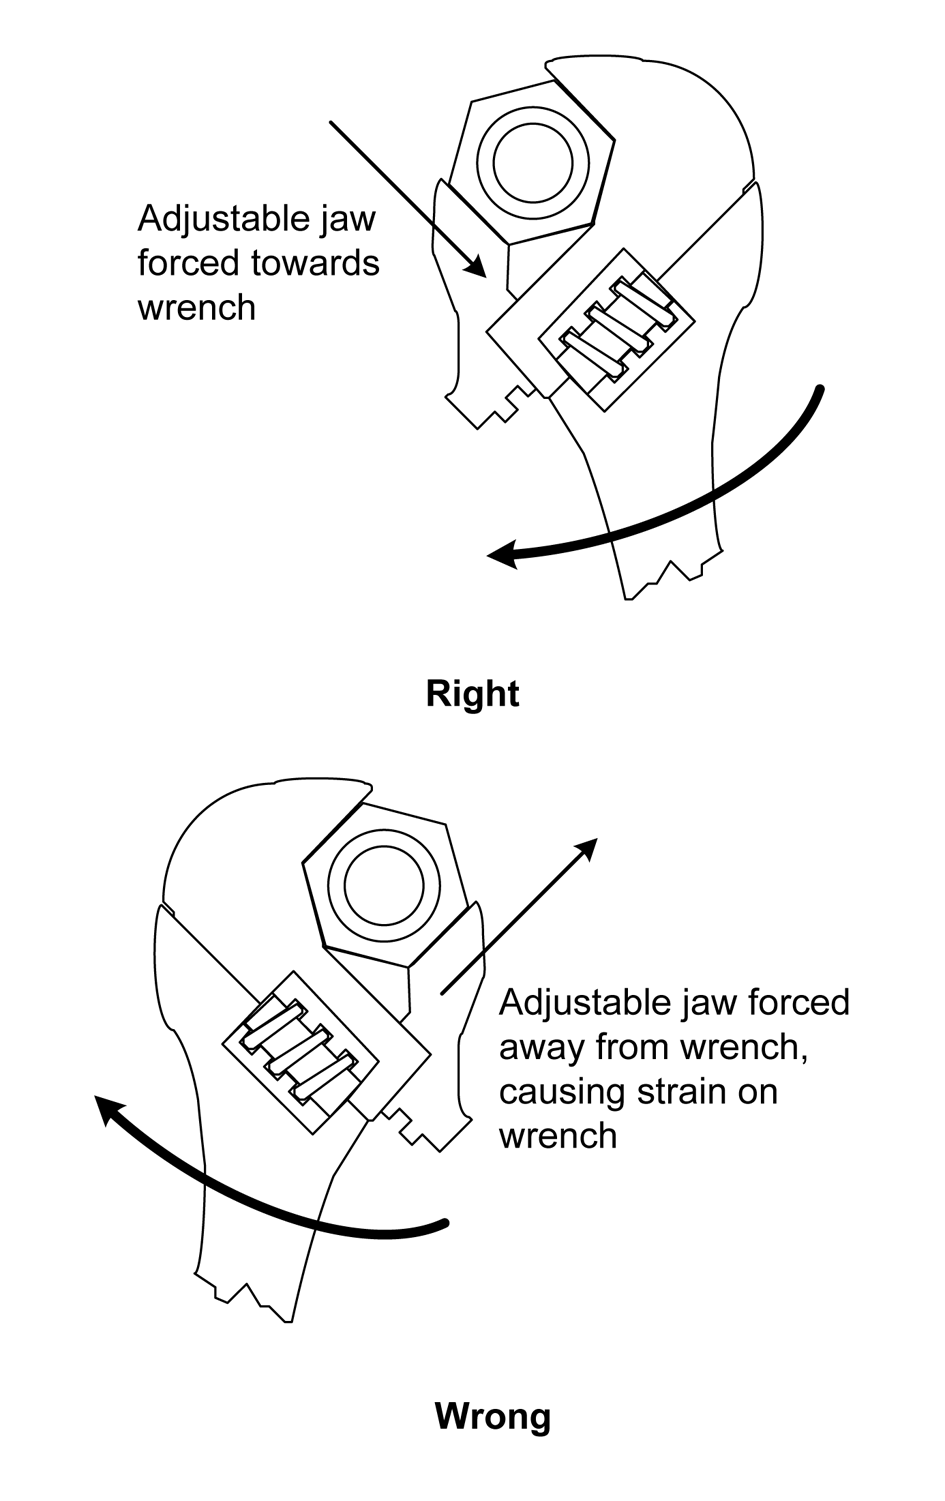 Adjustable jaw
forced towards
wrench
Right
Adjustable jaw forced
away from wrench,
causing strain on
wrench
Wrong